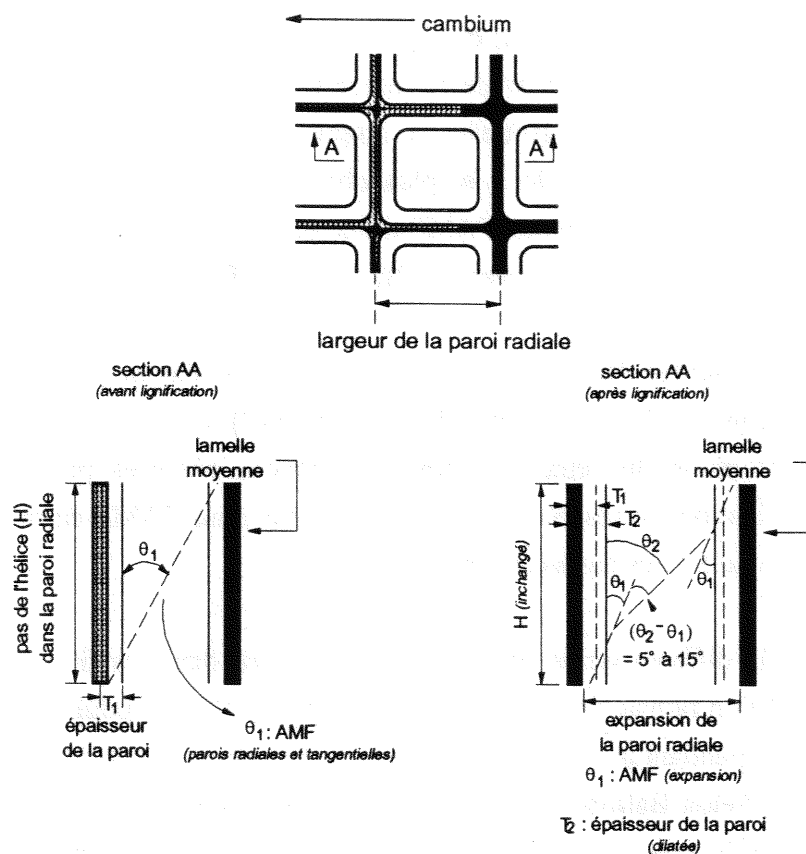 cambium
A
A
largeur de la paroi radiale
section AA
(avant lignification)
lamelle
moyenne
pas de l'hélice (H)
dans la paroi radiale
θ1
T1
épaisseur
de la paroi
θ1 : AMF
(parois radiales et tangentielles)
section AA
(après lignification)
lamelle
moyenne
T1
T2
H (inchangé)
θ2
θ1
θ1
(θ2-θ1)
= 5° à 15°
expansion de
la paroi radiale
θ1 : AMF (expansion)
T2 : épaisseur de la paroi
(dilatée)